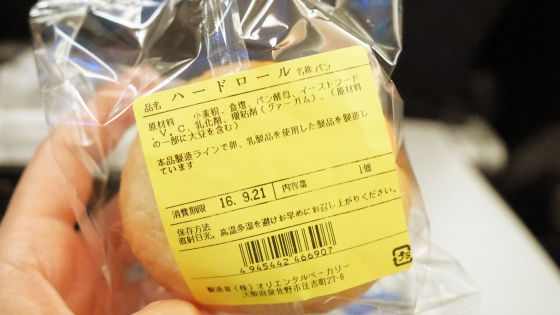 品名 ハードロール 名称 パン
原材料 小麦粉、食塩、パン酵母、イーストフード
、V.C、乳化剤、増粘剤(グァーガム)、(原材料
の一部に大豆を含む)
本品製造ラインで卵、乳製品を使用した製品を製造し
ています
消費期限 16. 9.21 内容量 1個
保存方法
直射日光、高温多湿を避けお早めにお召し上がりください。
4 945442 466907
製造者(株)オリエンタルベーカリー
大阪府泉佐野市住吉町27-6
プラ